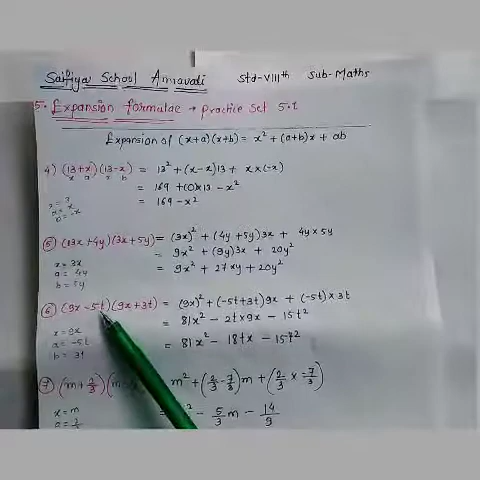 Saifiya School Amravati Std-VIIIth Sub-Maths
5. Expansion formulae → practice Set 5.1
Expansion of (x+a)(x+b) = x² + (a+b)x + ab
4) (13+x)(13-x) = 13² + (x-x)13 + x×(-x)
x a x b
= 169 + (0)×13 - x²
= 169 - x²
⑤ (3x+4y)(3x+5y) = (3x)² + (4y+5y)3x + 4y×5y
= 9x² + (9y)3x + 20y²
x = 3x
a = 4y
= 9x² + 27xy + 20y²
b = 5y
⑥ (9x-5t)(9x+3t) = (9x)² + (-5t+3t)9x + (-5t)×3t
= 81x² - 2t×9x - 15t²
x = 9x
a = -5t
= 81x² - 18tx - 15t²
b = 3t
⑦ (m+2/3)(m = m² + (2/3-7/3)m + (2/3×-7/3)
x = m
- 5/3m - 14/9